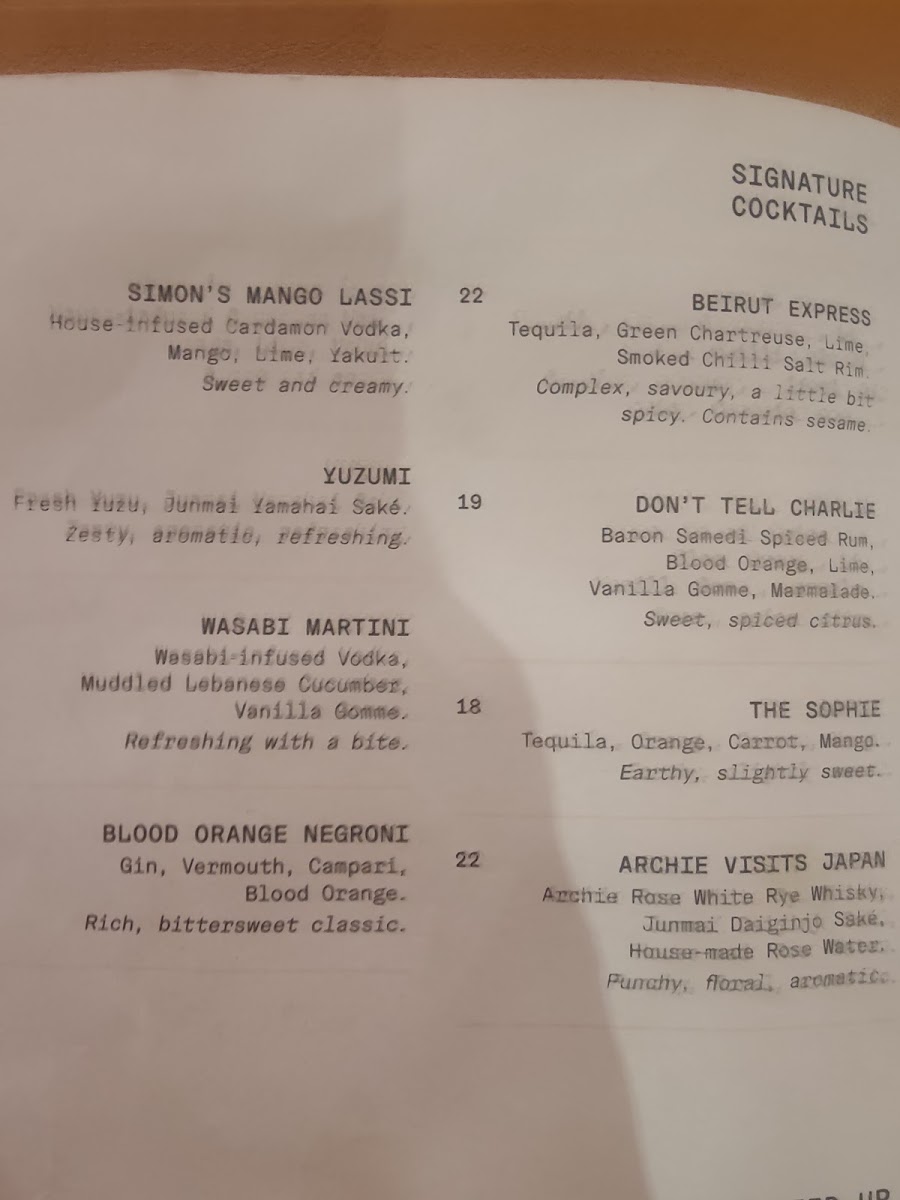 SIGNATURE
COCKTAILS
SIMON'S MANGO LASSI
House-infused Cardamon Vodka,
Mango, Lime, Yakult.
Sweet and creamy.
YUZUMI
Fresh Yuzu, Junmai Yamahai Saké.
Zesty, aromatic, refreshing.
WASABI MARTINI
Wasabi-infused Vodka,
Muddled Lebanese Cucumber,
Vanilla Gomme.
Refreshing with a bite.
BLOOD ORANGE NEGRONI
Gin, Vermouth, Campari,
Blood Orange.
Rich, bittersweet classic.
22 BEIRUT EXPRESS
Tequila, Green Chartreuse, Lime,
Smoked Chilli Salt Rim.
Complex, savoury, a little bit
spicy. Contains sesame.
19 DON'T TELL CHARLIE
Baron Samedi Spiced Rum,
Blood Orange, Lime,
Vanilla Gomme, Marmalade.
Sweet, spiced citrus.
18 THE SOPHIE
Tequila, Orange, Carrot, Mango.
Earthy, slightly sweet.
22 ARCHIE VISITS JAPAN
Archie Rose White Rye Whisky,
Junmai Daiginjo Saké,
House-made Rose Water.
Punchy, floral, aromatic.